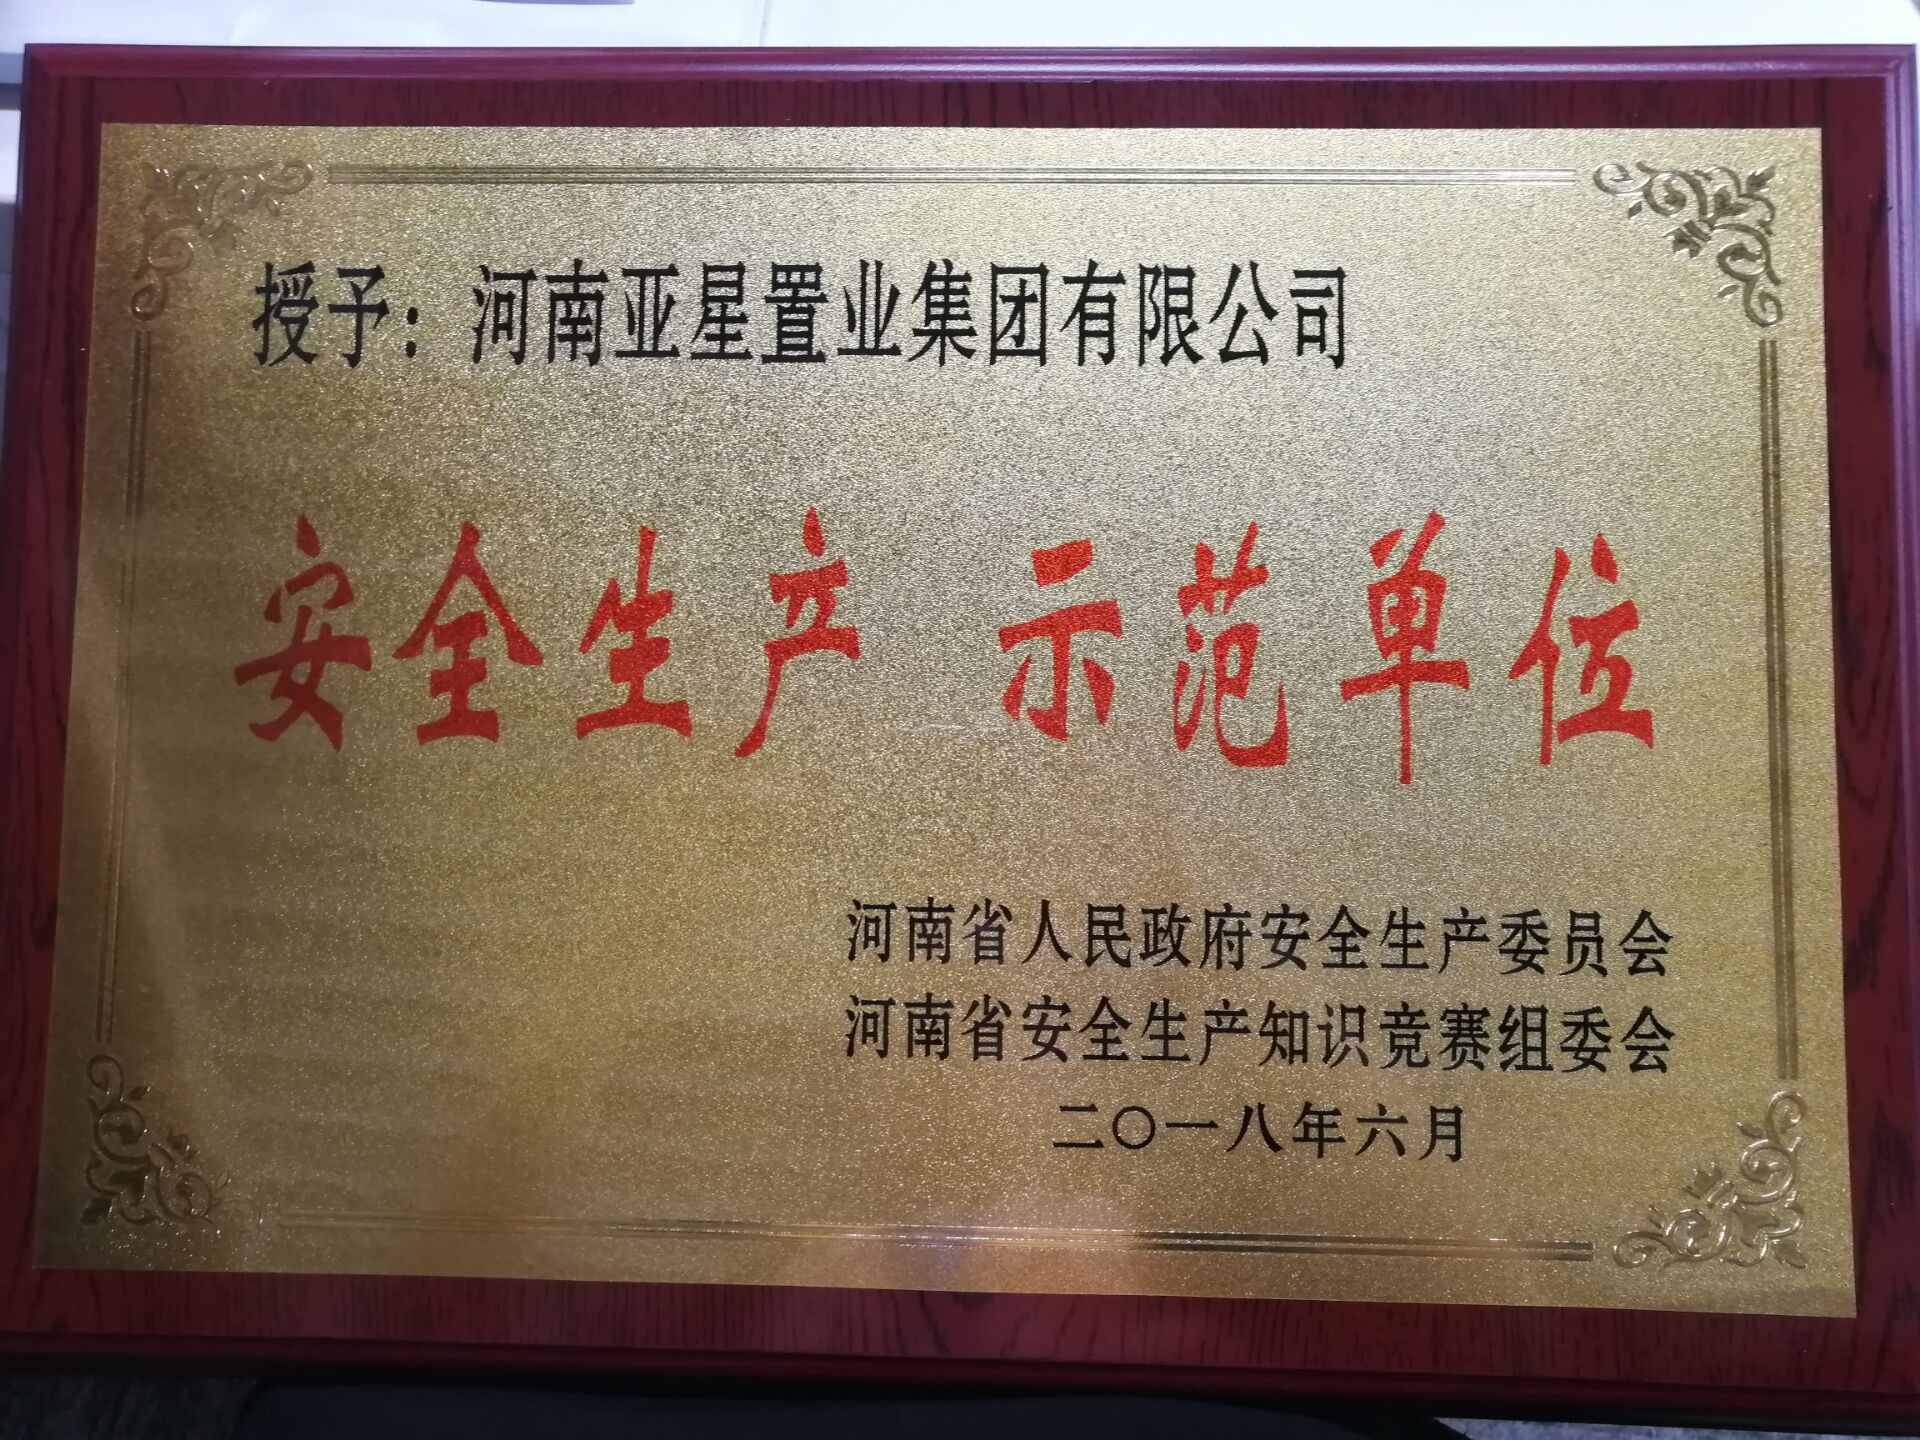 授予：河南亚星置业集团有限公司
安全生产 示范单位
河南省人民政府安全生产委员会
河南省安全生产知识竞赛组委会
二〇一八年六月